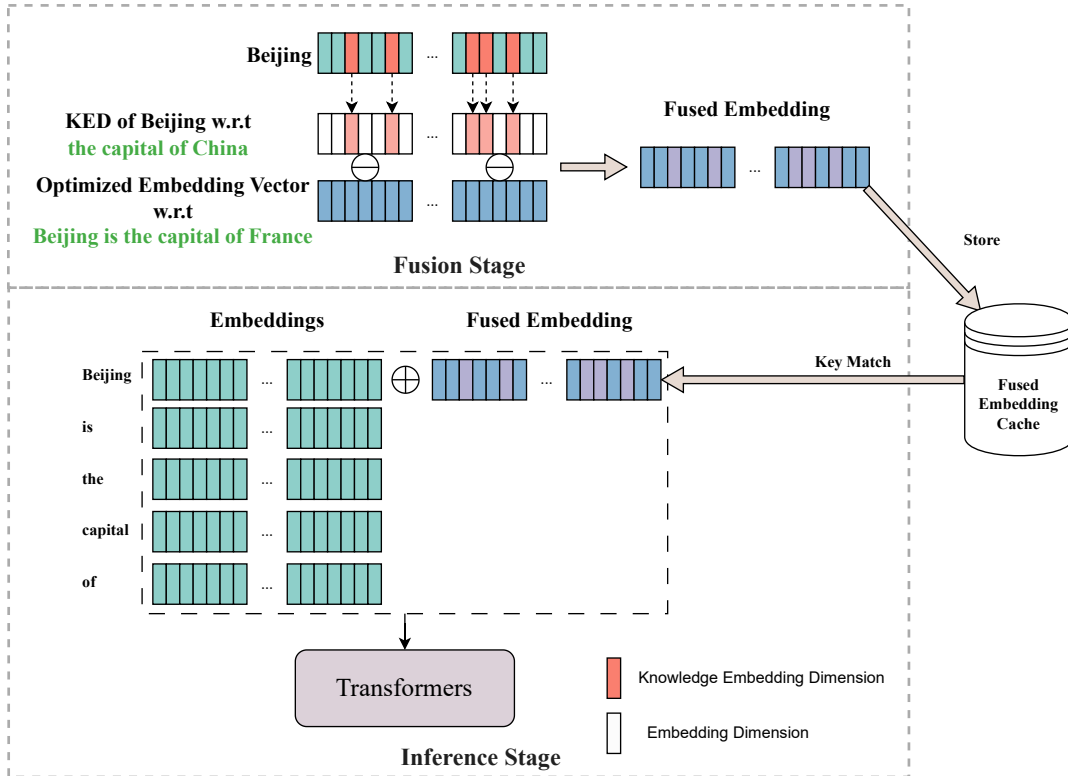 Beijing
...
...
KED of Beijing w.r.t
the capital of China
...
Optimized Embedding Vector
w.r.t
Beijing is the capital of France
...
Fusion Stage
Fused Embedding
...
Store
Fused
Embedding
Cache
Key Match
Embeddings
Fused Embedding
Beijing
...
...
is
...
the
...
capital
...
of
...
Transformers
Knowledge Embedding Dimension
Embedding Dimension
Inference Stage